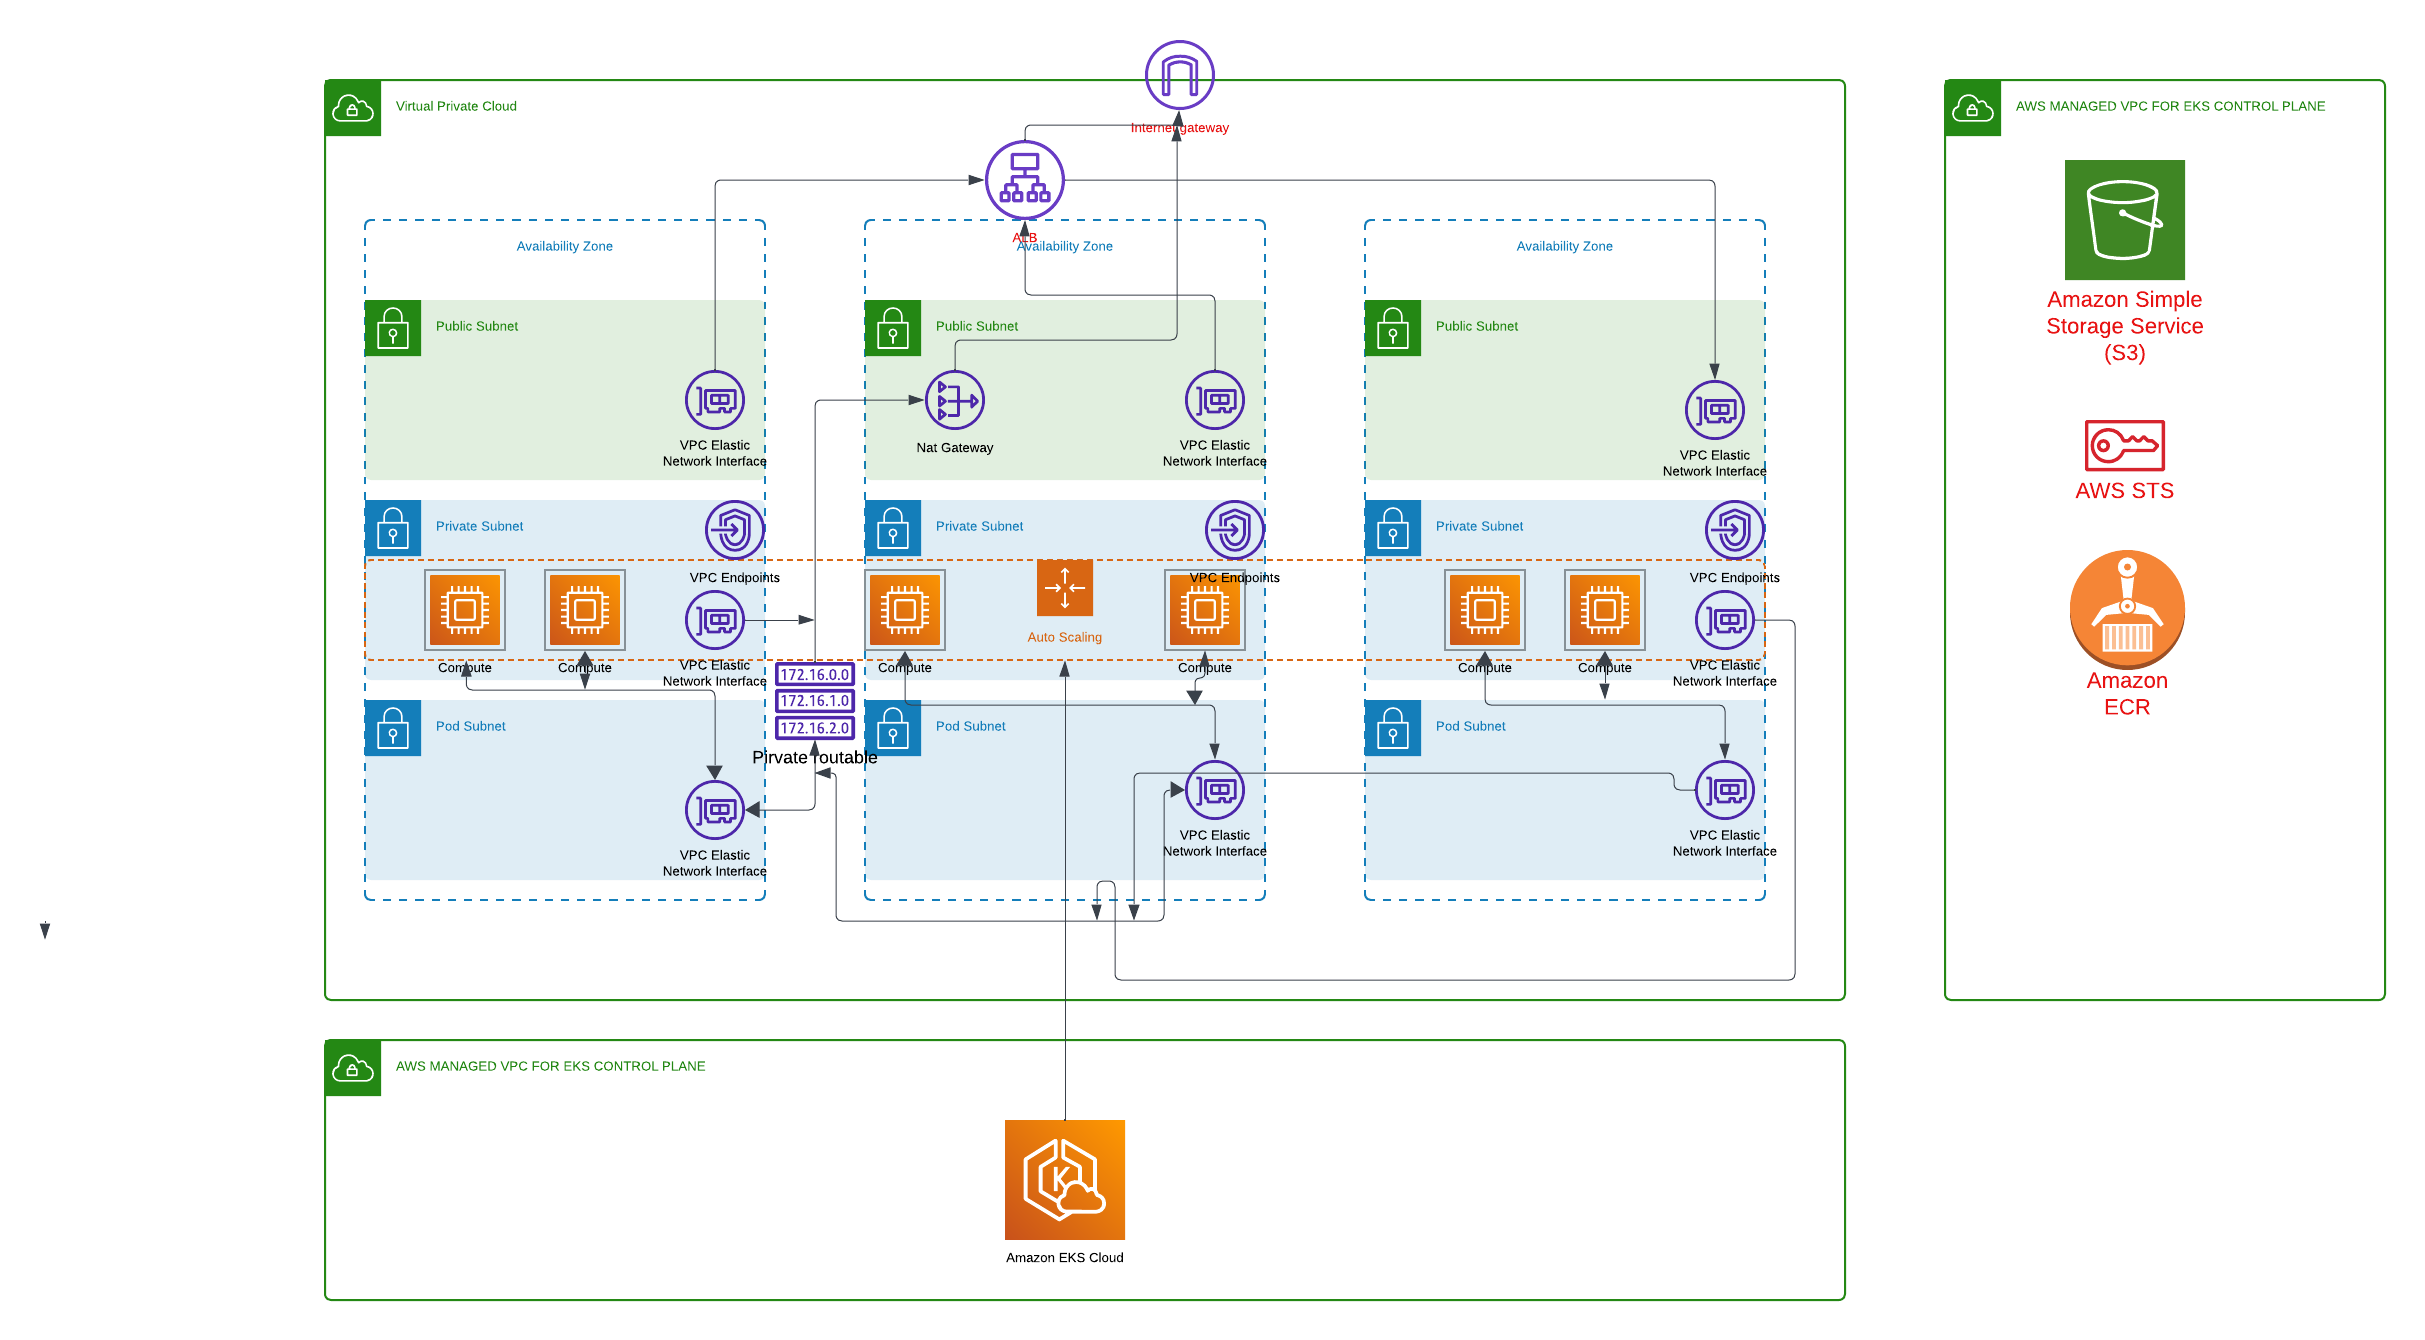 Virtual Private Cloud
Internet gateway
ALB
Availability Zone
Availability Zone
Availability Zone
Public Subnet
Public Subnet
Public Subnet
VPC Elastic
Network Interface
Nat Gateway
VPC Elastic
Network Interface
VPC Elastic
Network Interface
Private Subnet
Private Subnet
Private Subnet
VPC Endpoints
VPC Endpoints
VPC Endpoints
Auto Scaling
Compute
Compute
VPC Elastic
Network Interface
Compute
Compute
Compute
Compute
VPC Elastic
Network Interface
172.16.0.0
172.16.1.0
172.16.2.0
Pirvate routable
Pod Subnet
Pod Subnet
Pod Subnet
VPC Elastic
Network Interface
VPC Elastic
Network Interface
VPC Elastic
Network Interface
AWS MANAGED VPC FOR EKS CONTROL PLANE
Amazon EKS Cloud
AWS MANAGED VPC FOR EKS CONTROL PLANE
Amazon Simple
Storage Service
(S3)
AWS STS
Amazon
ECR